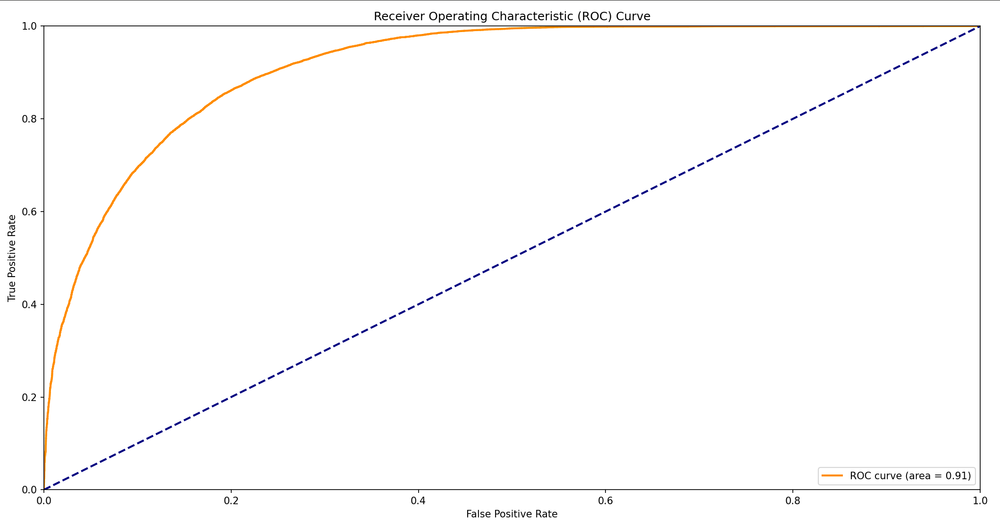 Receiver Operating Characteristic (ROC) Curve
1.0
0.8
0.6
0.4
0.2
0.0
True Positive Rate
ROC curve (area = 0.91)
0.0 0.2 0.4 0.6 0.8 1.0
False Positive Rate